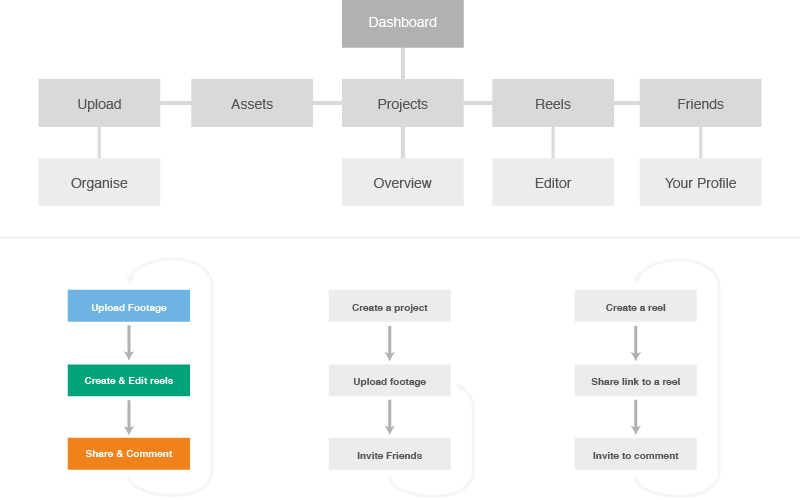 Dashboard
Upload
Assets
Projects
Reels
Friends
Organise
Overview
Editor
Your Profile
Upload Footage
Create a project
Create a reel
Create & Edit reels
Upload footage
Share link to a reel
Share & Comment
Invite Friends
Invite to comment